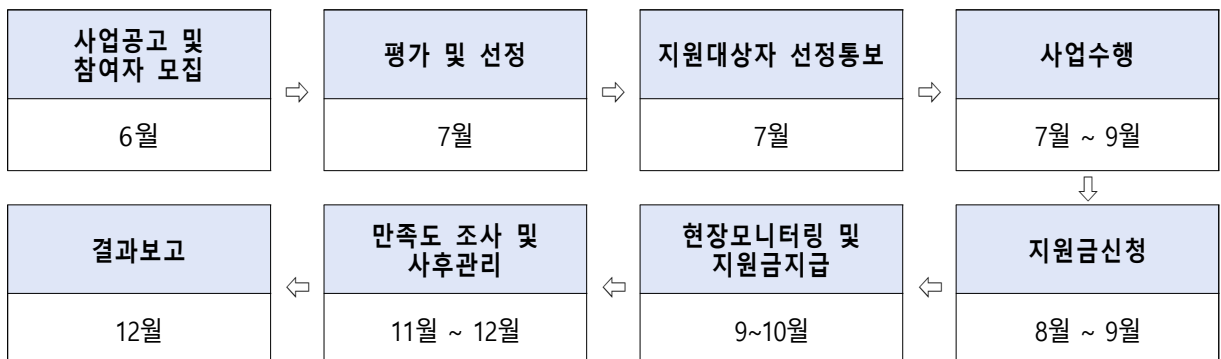 사업공고 및
참여자 모집
6월
평가 및 선정
7월
지원대상자 선정통보
7월
사업수행
7월 ~ 9월
지원금신청
8월 ~ 9월
현장모니터링 및
지원금지급
9~10월
만족도 조사 및
사후관리
11월 ~ 12월
결과보고
12월